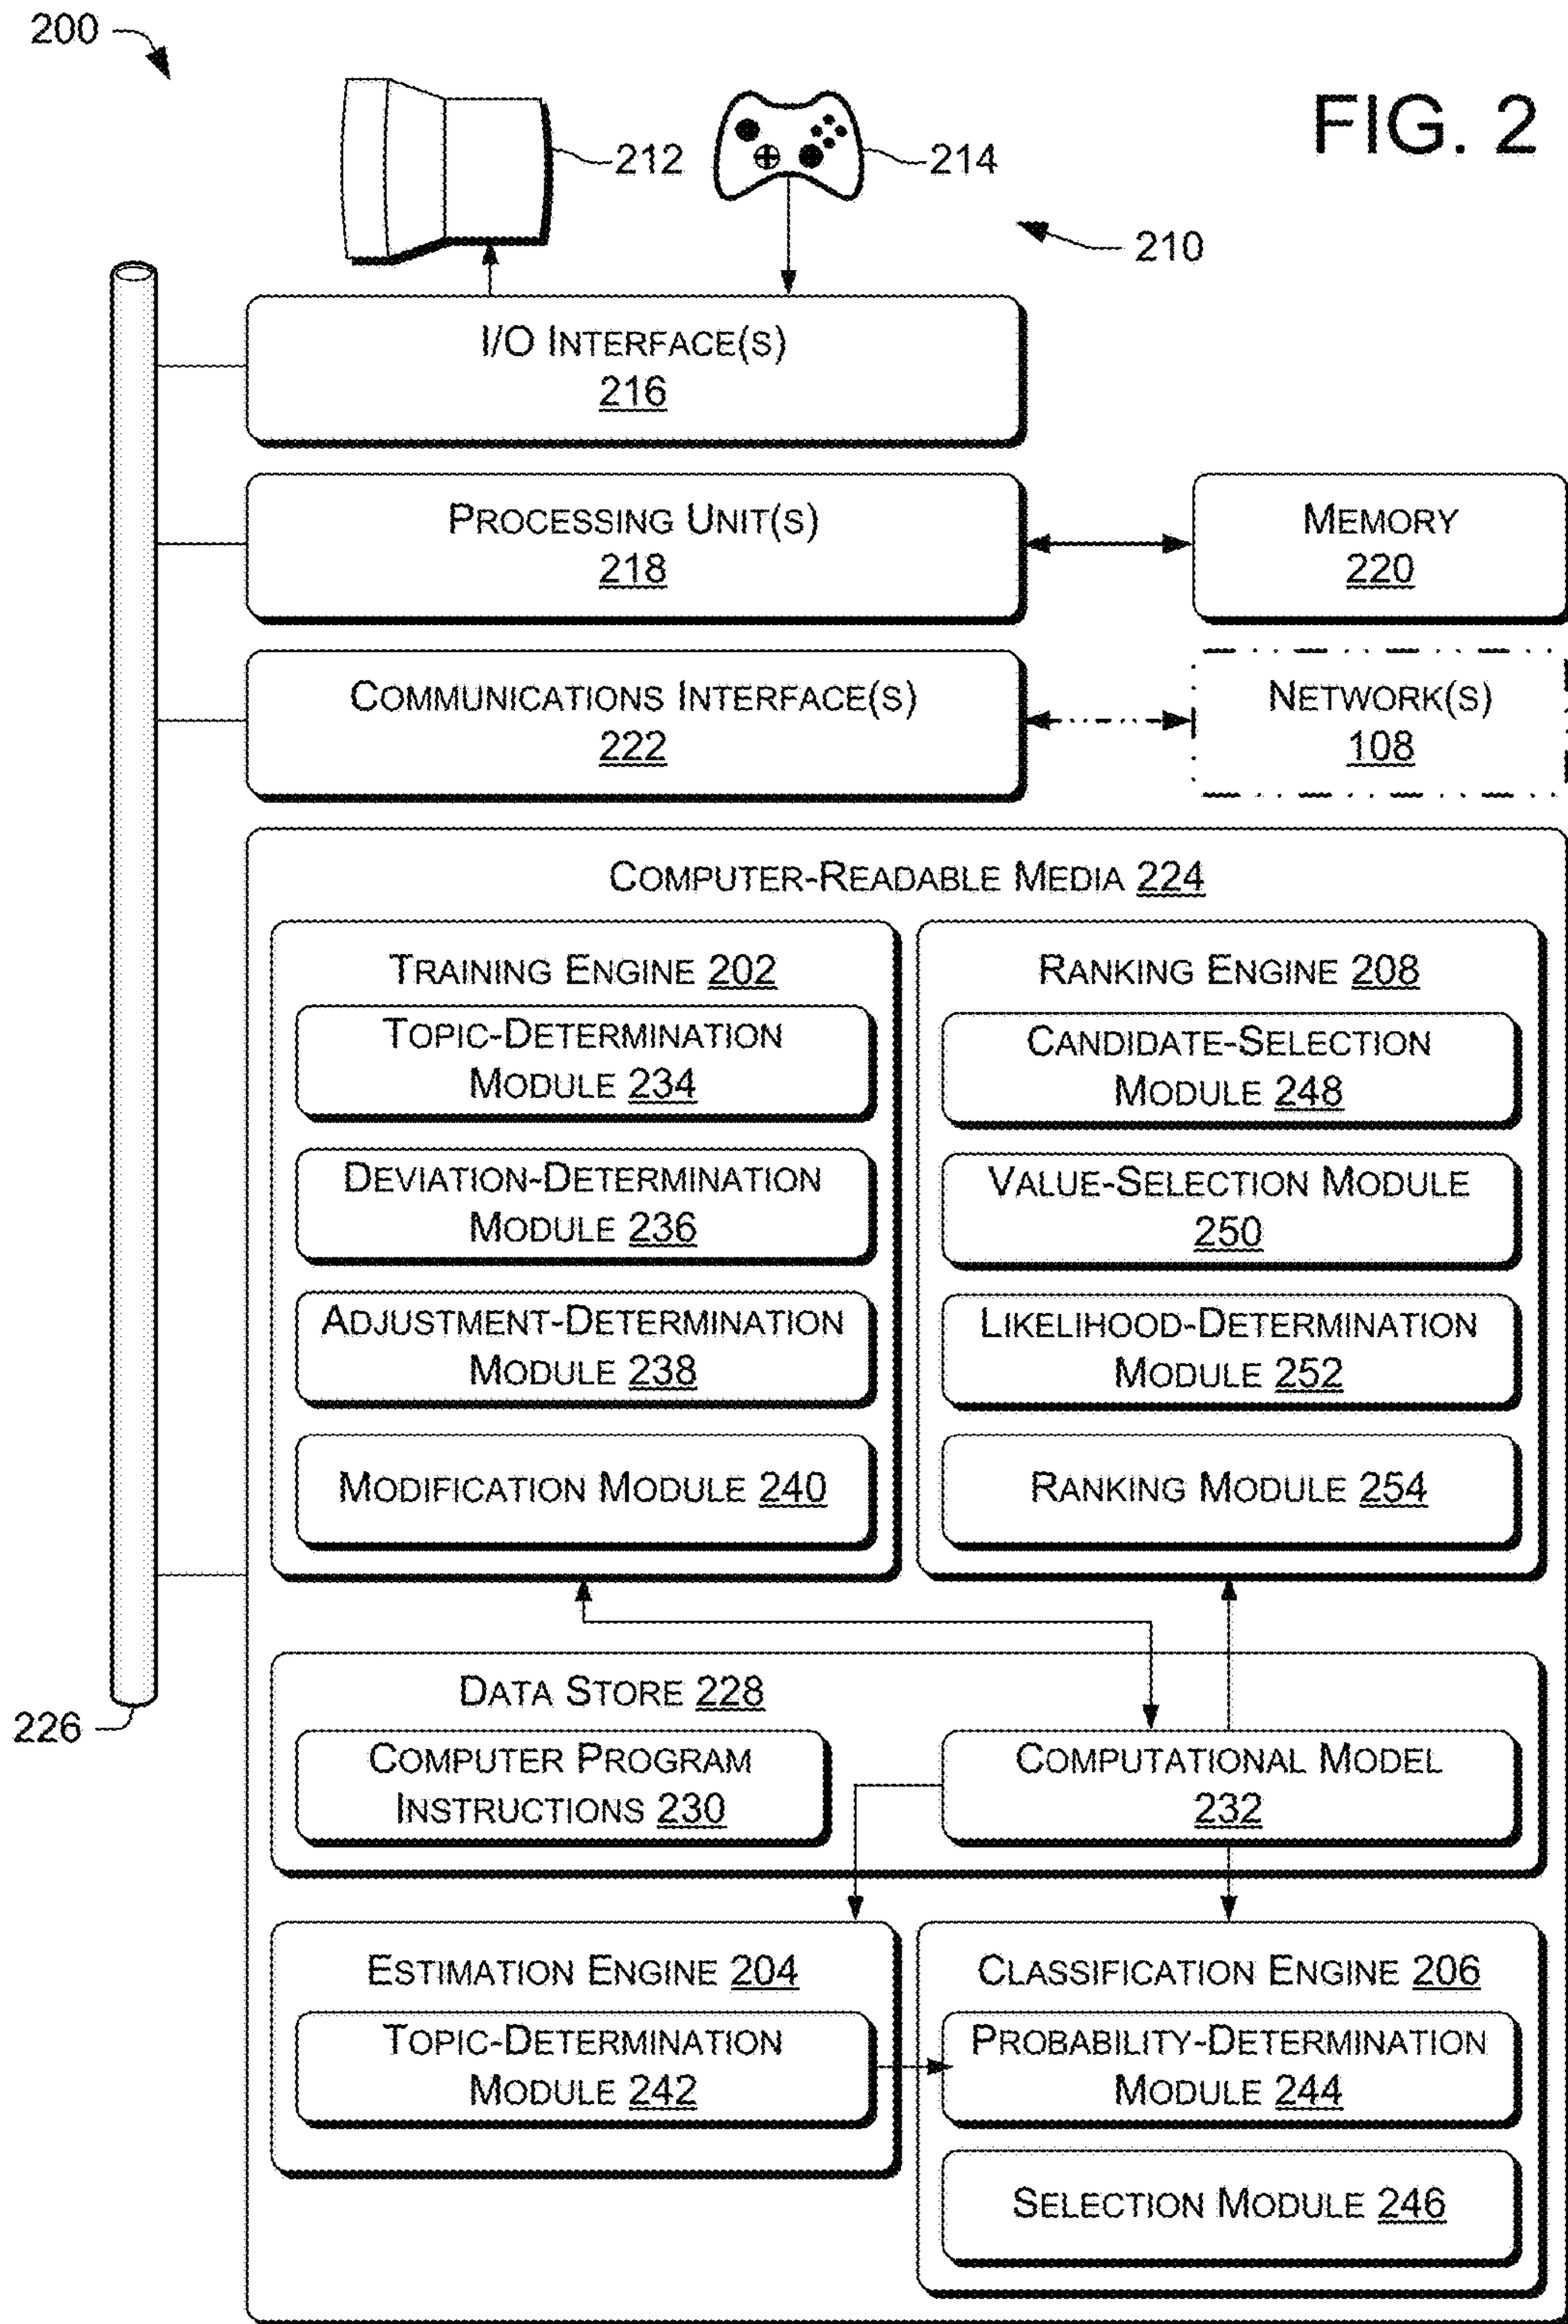 200
FIG. 2
212
214
210
I/O INTERFACE(S)
216
PROCESSING UNIT(S)
218
MEMORY
220
COMMUNICATIONS INTERFACE(S)
222
NETWORK(S)
108
COMPUTER-READABLE MEDIA 224
TRAINING ENGINE 202
TOPIC-DETERMINATION
MODULE 234
DEVIATION-DETERMINATION
MODULE 236
ADJUSTMENT-DETERMINATION
MODULE 238
MODIFICATION MODULE 240
RANKING ENGINE 208
CANDIDATE-SELECTION
MODULE 248
VALUE-SELECTION MODULE
250
LIKELIHOOD-DETERMINATION
MODULE 252
RANKING MODULE 254
DATA STORE 228
COMPUTER PROGRAM
INSTRUCTIONS 230
COMPUTATIONAL MODEL
232
226
ESTIMATION ENGINE 204
TOPIC-DETERMINATION
MODULE 242
CLASSIFICATION ENGINE 206
PROBABILITY-DETERMINATION
MODULE 244
SELECTION MODULE 246